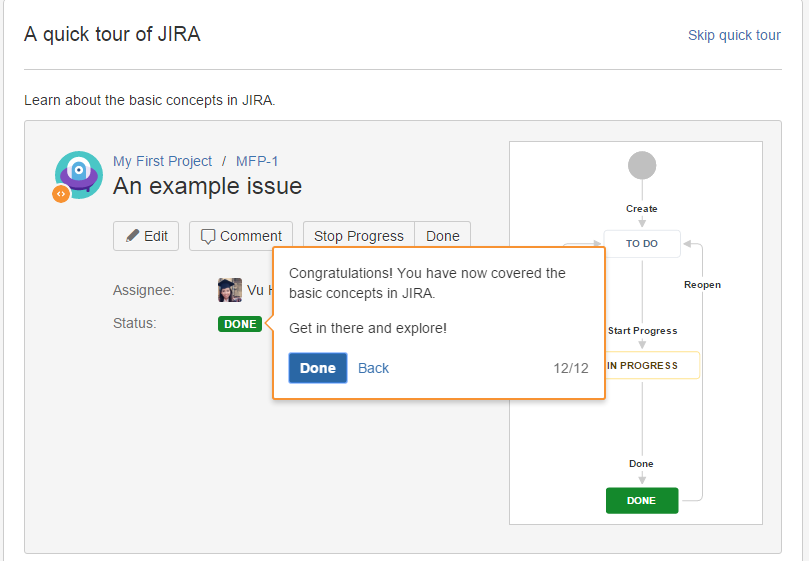 A quick tour of JIRA
Skip quick tour
Learn about the basic concepts in JIRA.
My First Project / MFP-1
An example issue
Edit
Comment
Stop Progress
Done
Assignee:
Vu
Status:
DONE
Congratulations! You have now covered the
basic concepts in JIRA.
Get in there and explore!
Done
Back
12/12
Create
TO DO
Reopen
Start Progress
IN PROGRESS
Done
DONE